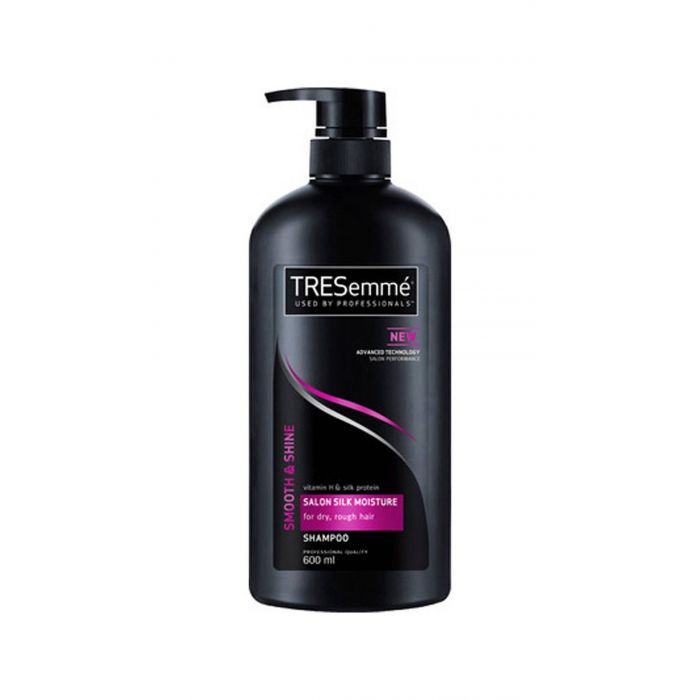 TRESemmé
USED BY PROFESSIONALS™
NEW
ADVANCED TECHNOLOGY
SALON PERFORMANCE
SMOOTH & SHINE
vitamin H & silk protein
SALON SILK MOISTURE
for dry, rough hair
SHAMPOO
PROFESSIONAL QUALITY
600 ml